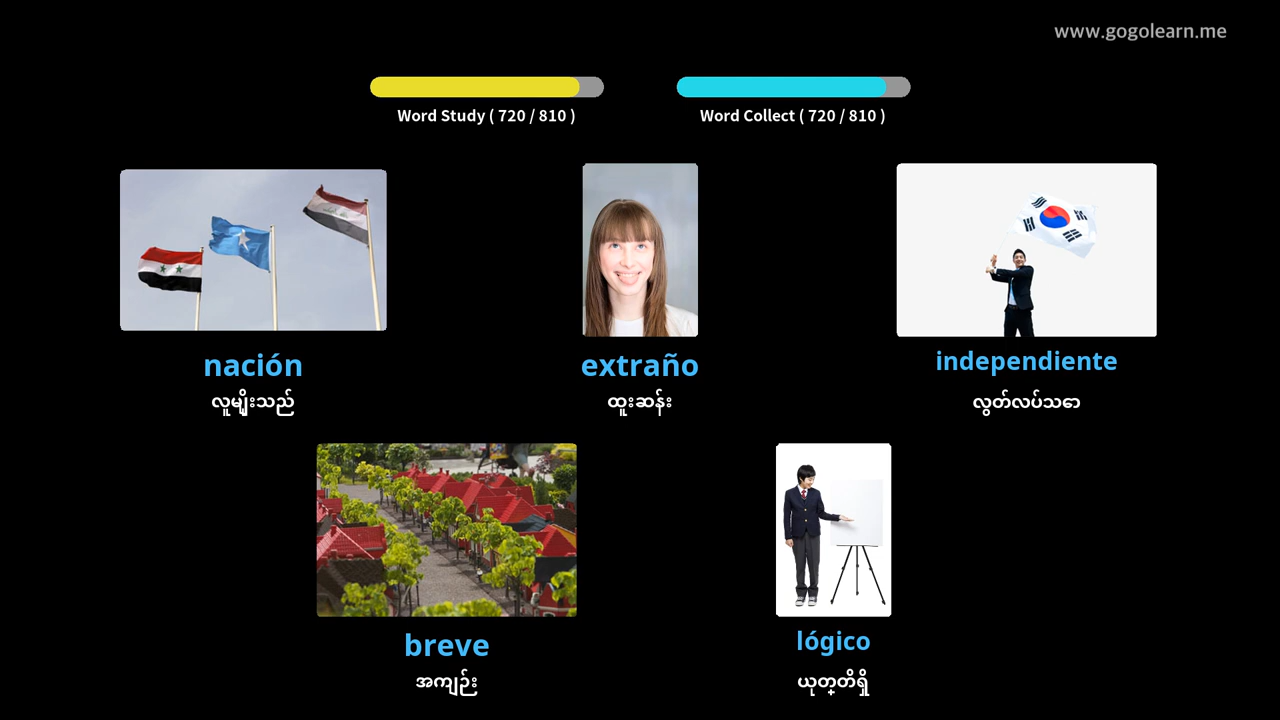 www.gogolearn.me
Word Study ( 720 / 810 )
Word Collect ( 720 / 810 )
nación
လူမျိုးသည်
extraño
ထူးဆန်း
independiente
လွတ်လပ်သော
breve
အကျဉ်း
lógico
ယုတ္တိရှိ